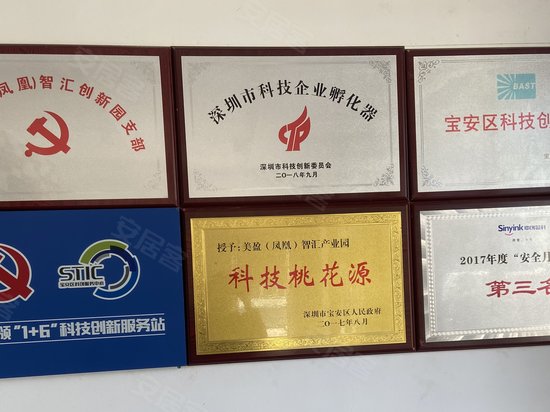 凤凰)智汇创新园支部
深圳市科技企业孵化器
深圳市科技创新委员会
二〇一八年九月
BAST
宝安区科技创
STIC
宝安区科技创新服务中心
领"1+6"科技创新服务站
授予:美盈(凤凰)智汇产业园
科技桃花源
深圳市宝安区人民政府
二〇一七年八月
Sinyink
2017年度"安全月
第三名
安居客